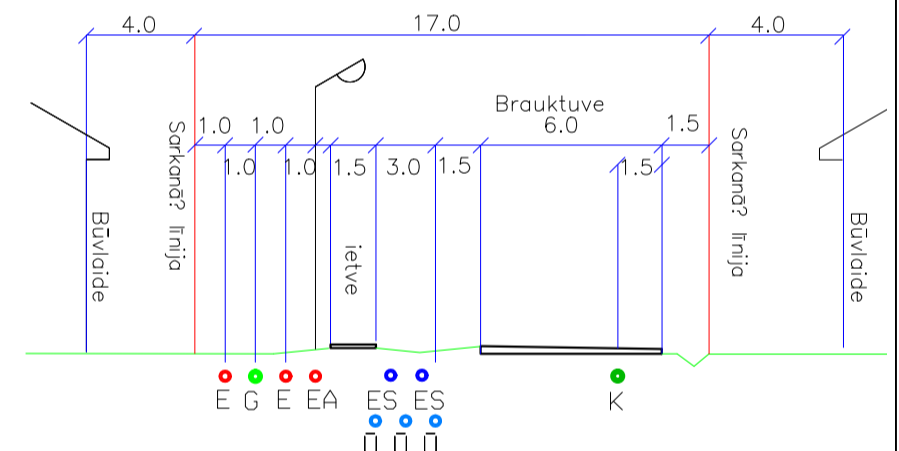 4.0
17.0
4.0
Brauktuve
1.0
1.0
6.0
1.5
1.0
1.0
1.5
3.0
1.5
1.5
Sarkanā? līnija
Sarkanā? līnija
Būvlaide
ietve
Būvlaide
E G E EA ES ES K
Ū Ū Ū